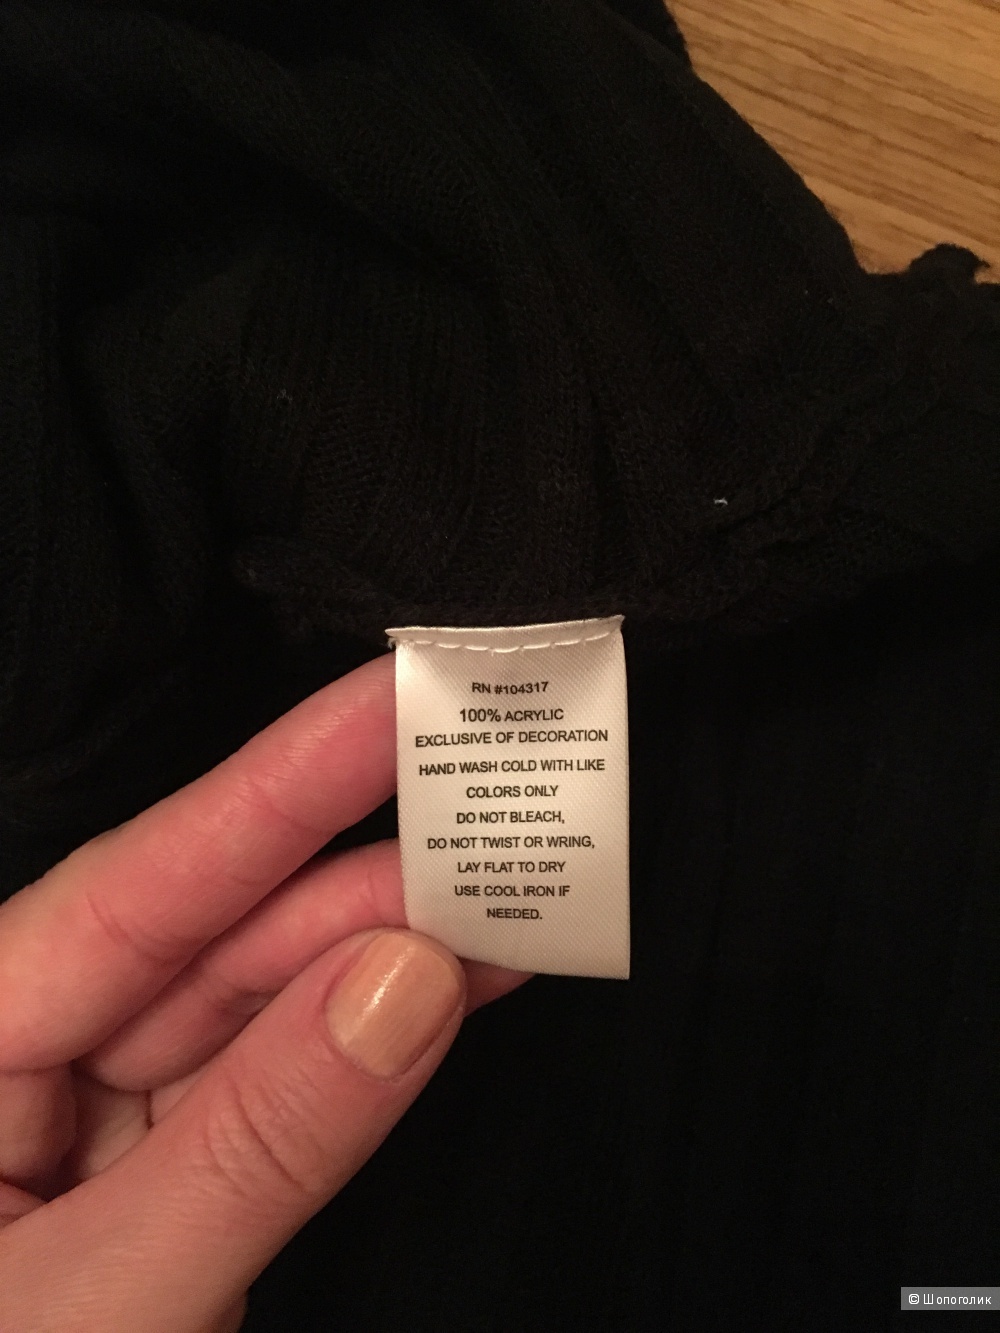 RN #104317
100% ACRYLIC
EXCLUSIVE OF DECORATION
HAND WASH COLD WITH LIKE
COLORS ONLY
DO NOT BLEACH,
DO NOT TWIST OR WRING,
LAY FLAT TO DRY
USE COOL IRON IF
NEEDED.
© Шопоголик